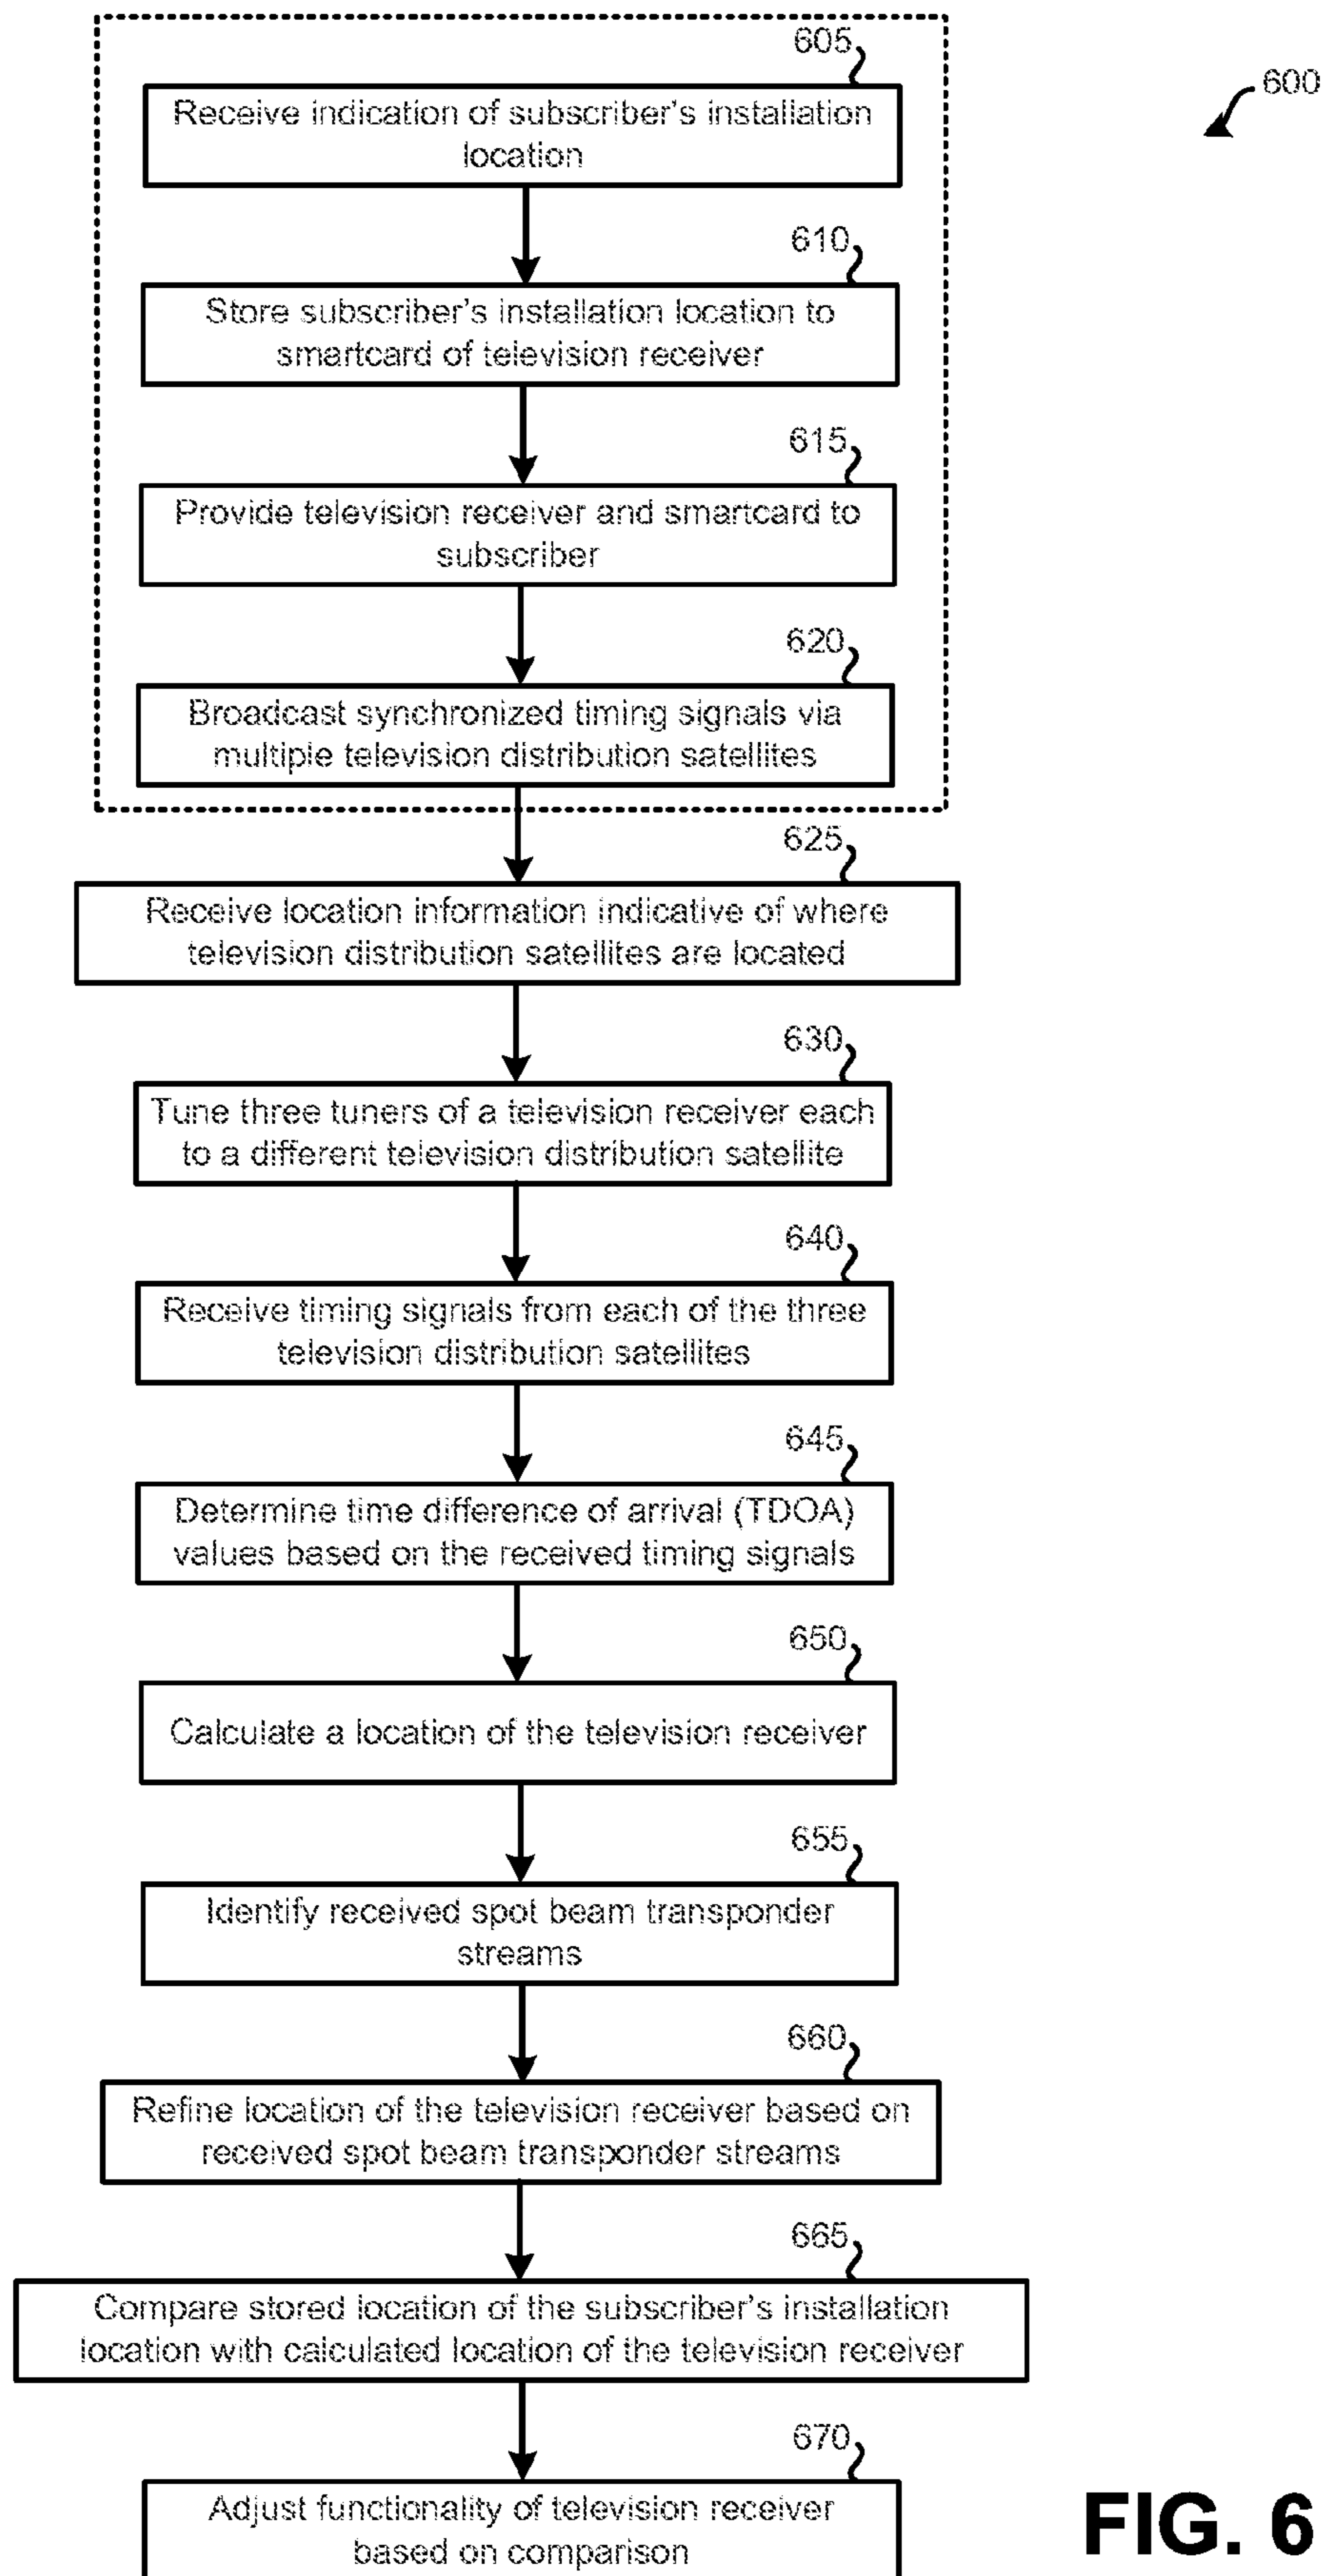 605
600
Receive indication of subscriber's installation
location
610
Store subscriber's installation location to
smartcard of television receiver
615
Provide television receiver and smartcard to
subscriber
620
Broadcast synchronized timing signals via
multiple television distribution satellites
625
Receive location information indicative of where
television distribution satellites are located
630
Tune three tuners of a television receiver each
to a different television distribution satellite
640
Receive timing signals from each of the three
television distribution satellites
645
Determine time difference of arrival (TDOA)
values based on the received timing signals
650
Calculate a location of the television receiver
655
Identify received spot beam transponder
streams
660
Refine location of the television receiver based on
received spot beam transponder streams
665
Compare stored location of the subscriber's installation
location with calculated location of the television receiver
670
Adjust functionality of television receiver
based on comparison
FIG. 6